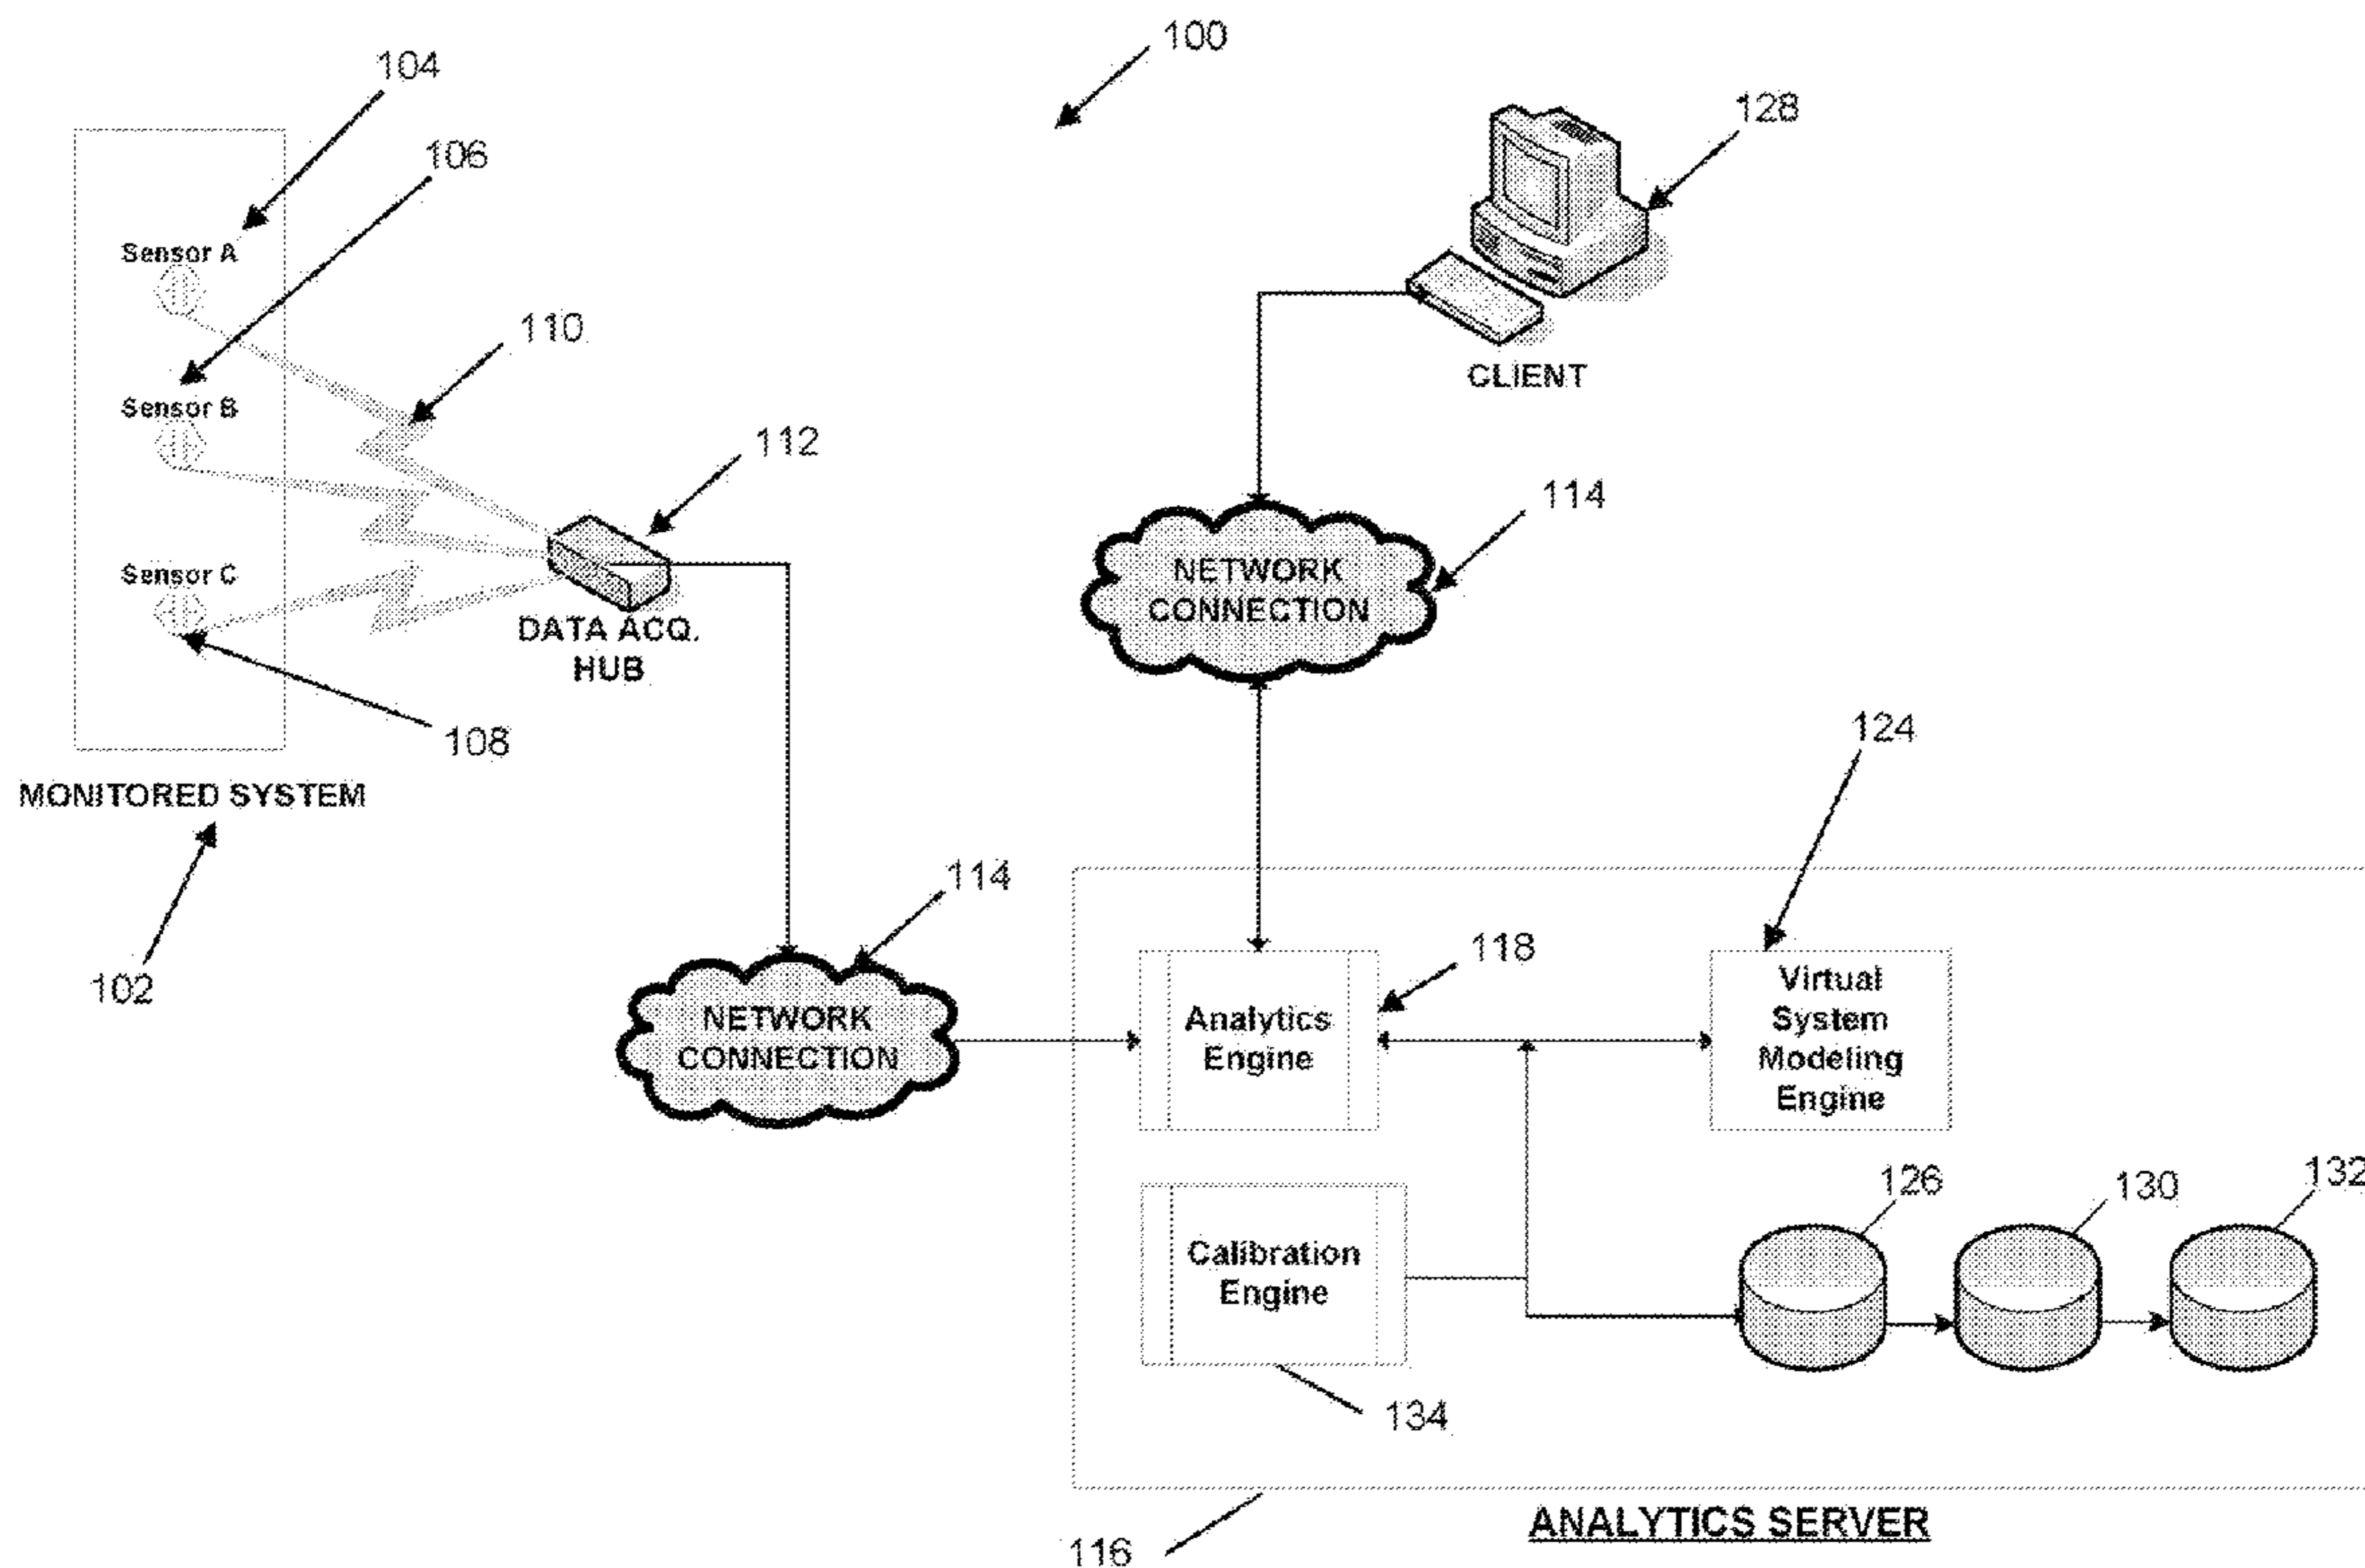 100
104
128
106
Sensor A
110
CLIENT
Sensor B
112
114
NETWORK
CONNECTION
Sensor C
DATA ACQ.
HUB
108
124
MONITORED SYSTEM
114
118
102
Virtual
System
Modeling
Engine
Analytics
Engine
NETWORK
CONNECTION
126
130
132
Calibration
Engine
134
ANALYTICS SERVER
116